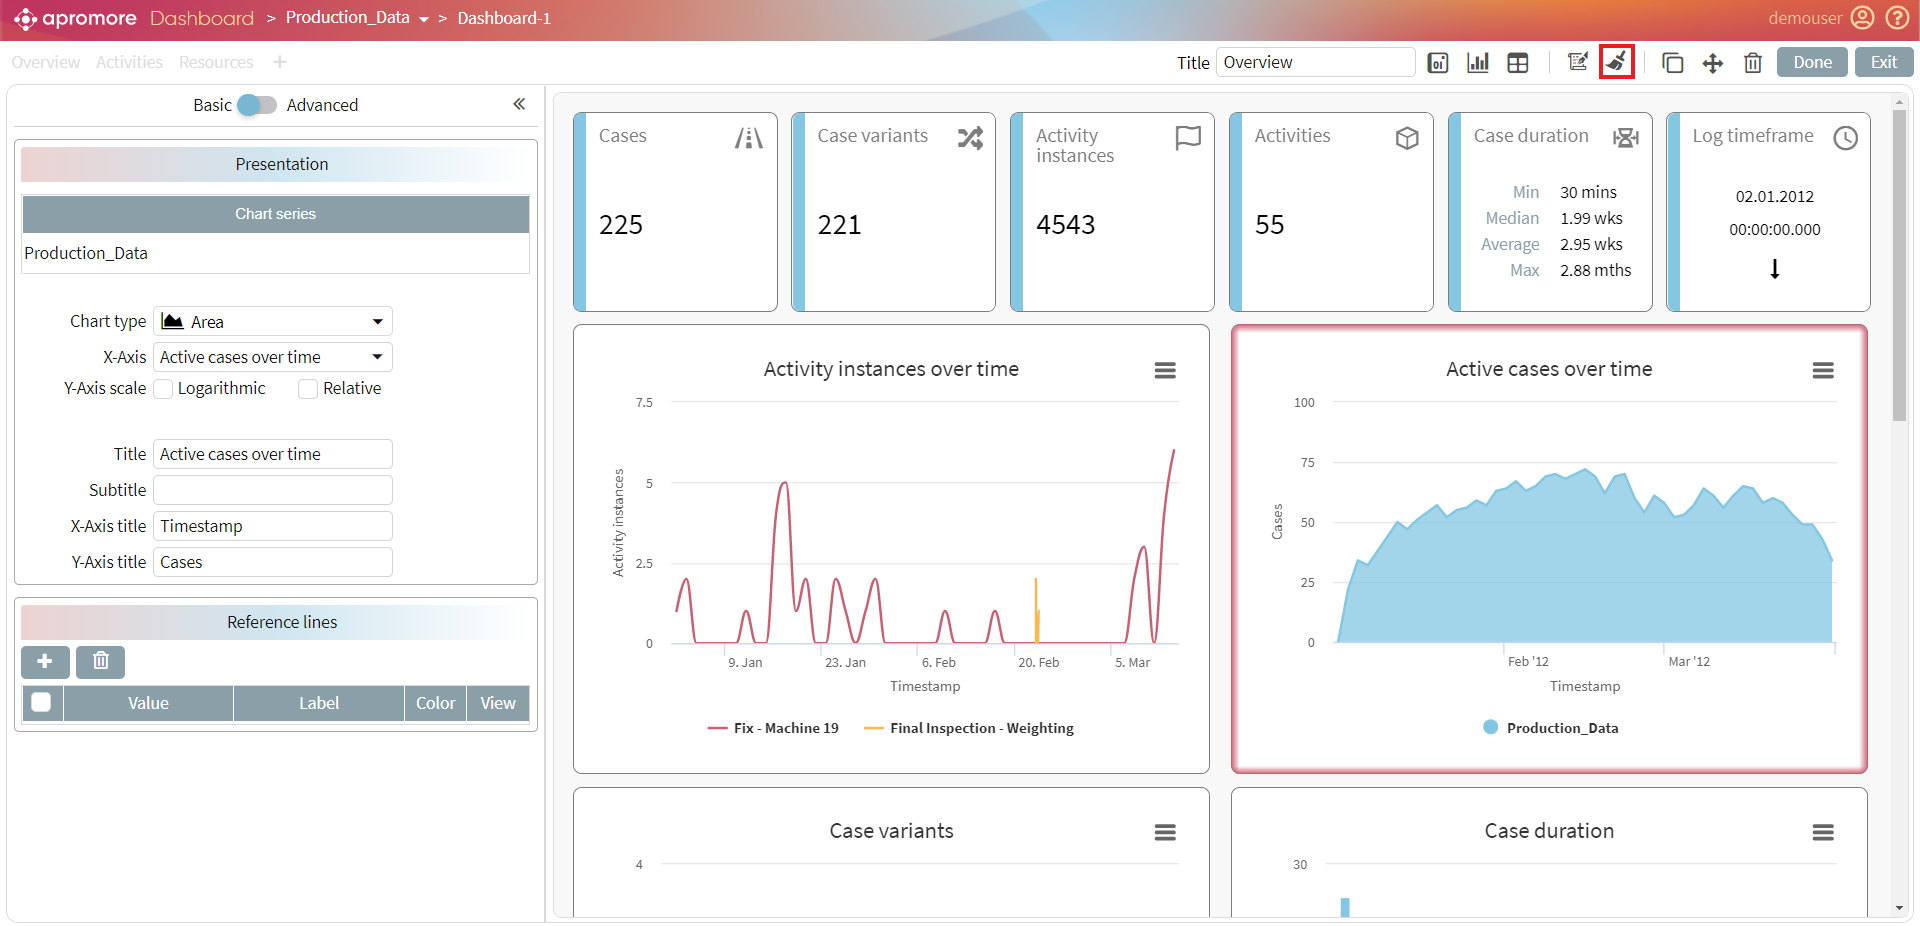 apromore Dashboard > Production_Data > Dashboard-1
demouser
Overview Activities Resources +
Title Overview
Done Exit
Basic Advanced
Presentation
Chart series
Production_Data
Chart type Area
X-Axis Active cases over time
Y-Axis scale Logarithmic Relative
Title Active cases over time
Subtitle
X-Axis title Timestamp
Y-Axis title Cases
Reference lines
Value Label Color View
Cases
225
Case variants
221
Activity
instances
4543
Activities
55
Case duration
Min 30 mins
Median 1.99 wks
Average 2.95 wks
Max 2.88 mths
Log timeframe
02.01.2012
00:00:00.000
Activity instances over time
Activity instances
7.5
5
2.5
0
9. Jan 23. Jan 6. Feb 20. Feb 5. Mar
Timestamp
Fix - Machine 19 Final Inspection - Weighting
Active cases over time
Cases
100
75
50
25
0
Feb '12 Mar '12
Timestamp
Production_Data
Case variants
4
Case duration
30